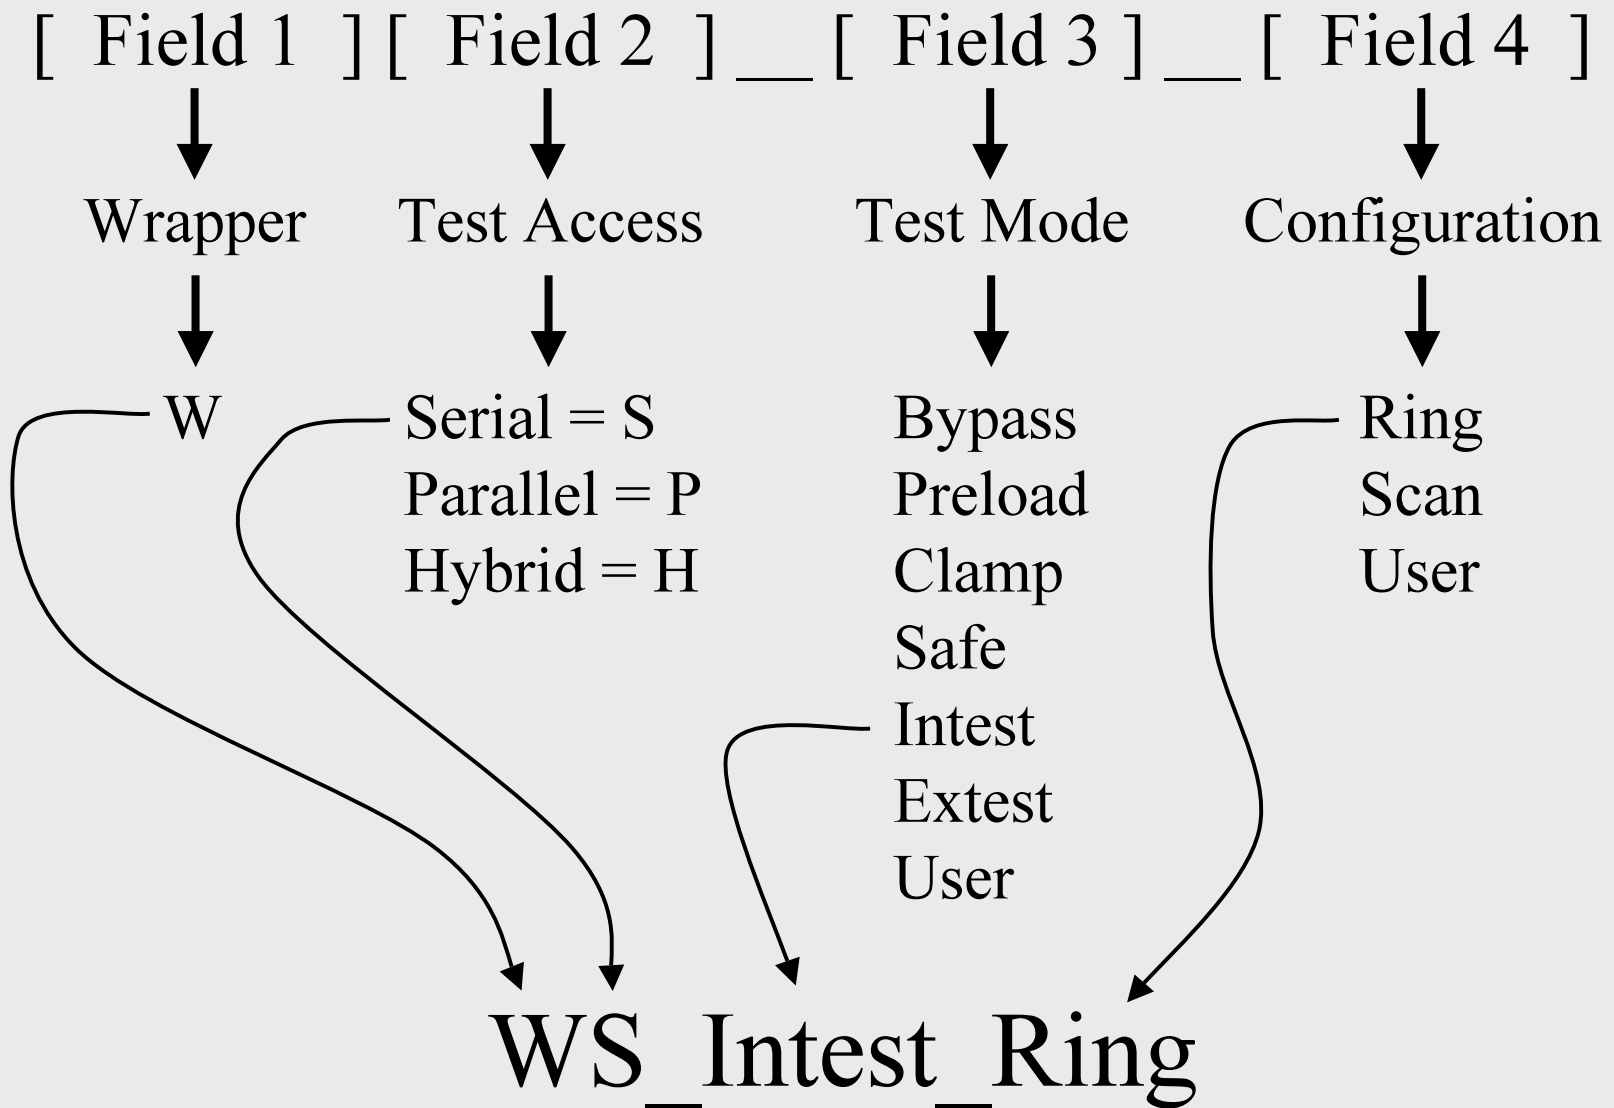 [ Field 1 ] [ Field 2 ] __ [ Field 3 ] __ [ Field 4 ]
Wrapper Test Access Test Mode Configuration
W Serial = S Bypass Ring
Parallel = P Preload Scan
Hybrid = H Clamp User
Safe
Intest
Extest
User
WS_Intest_Ring